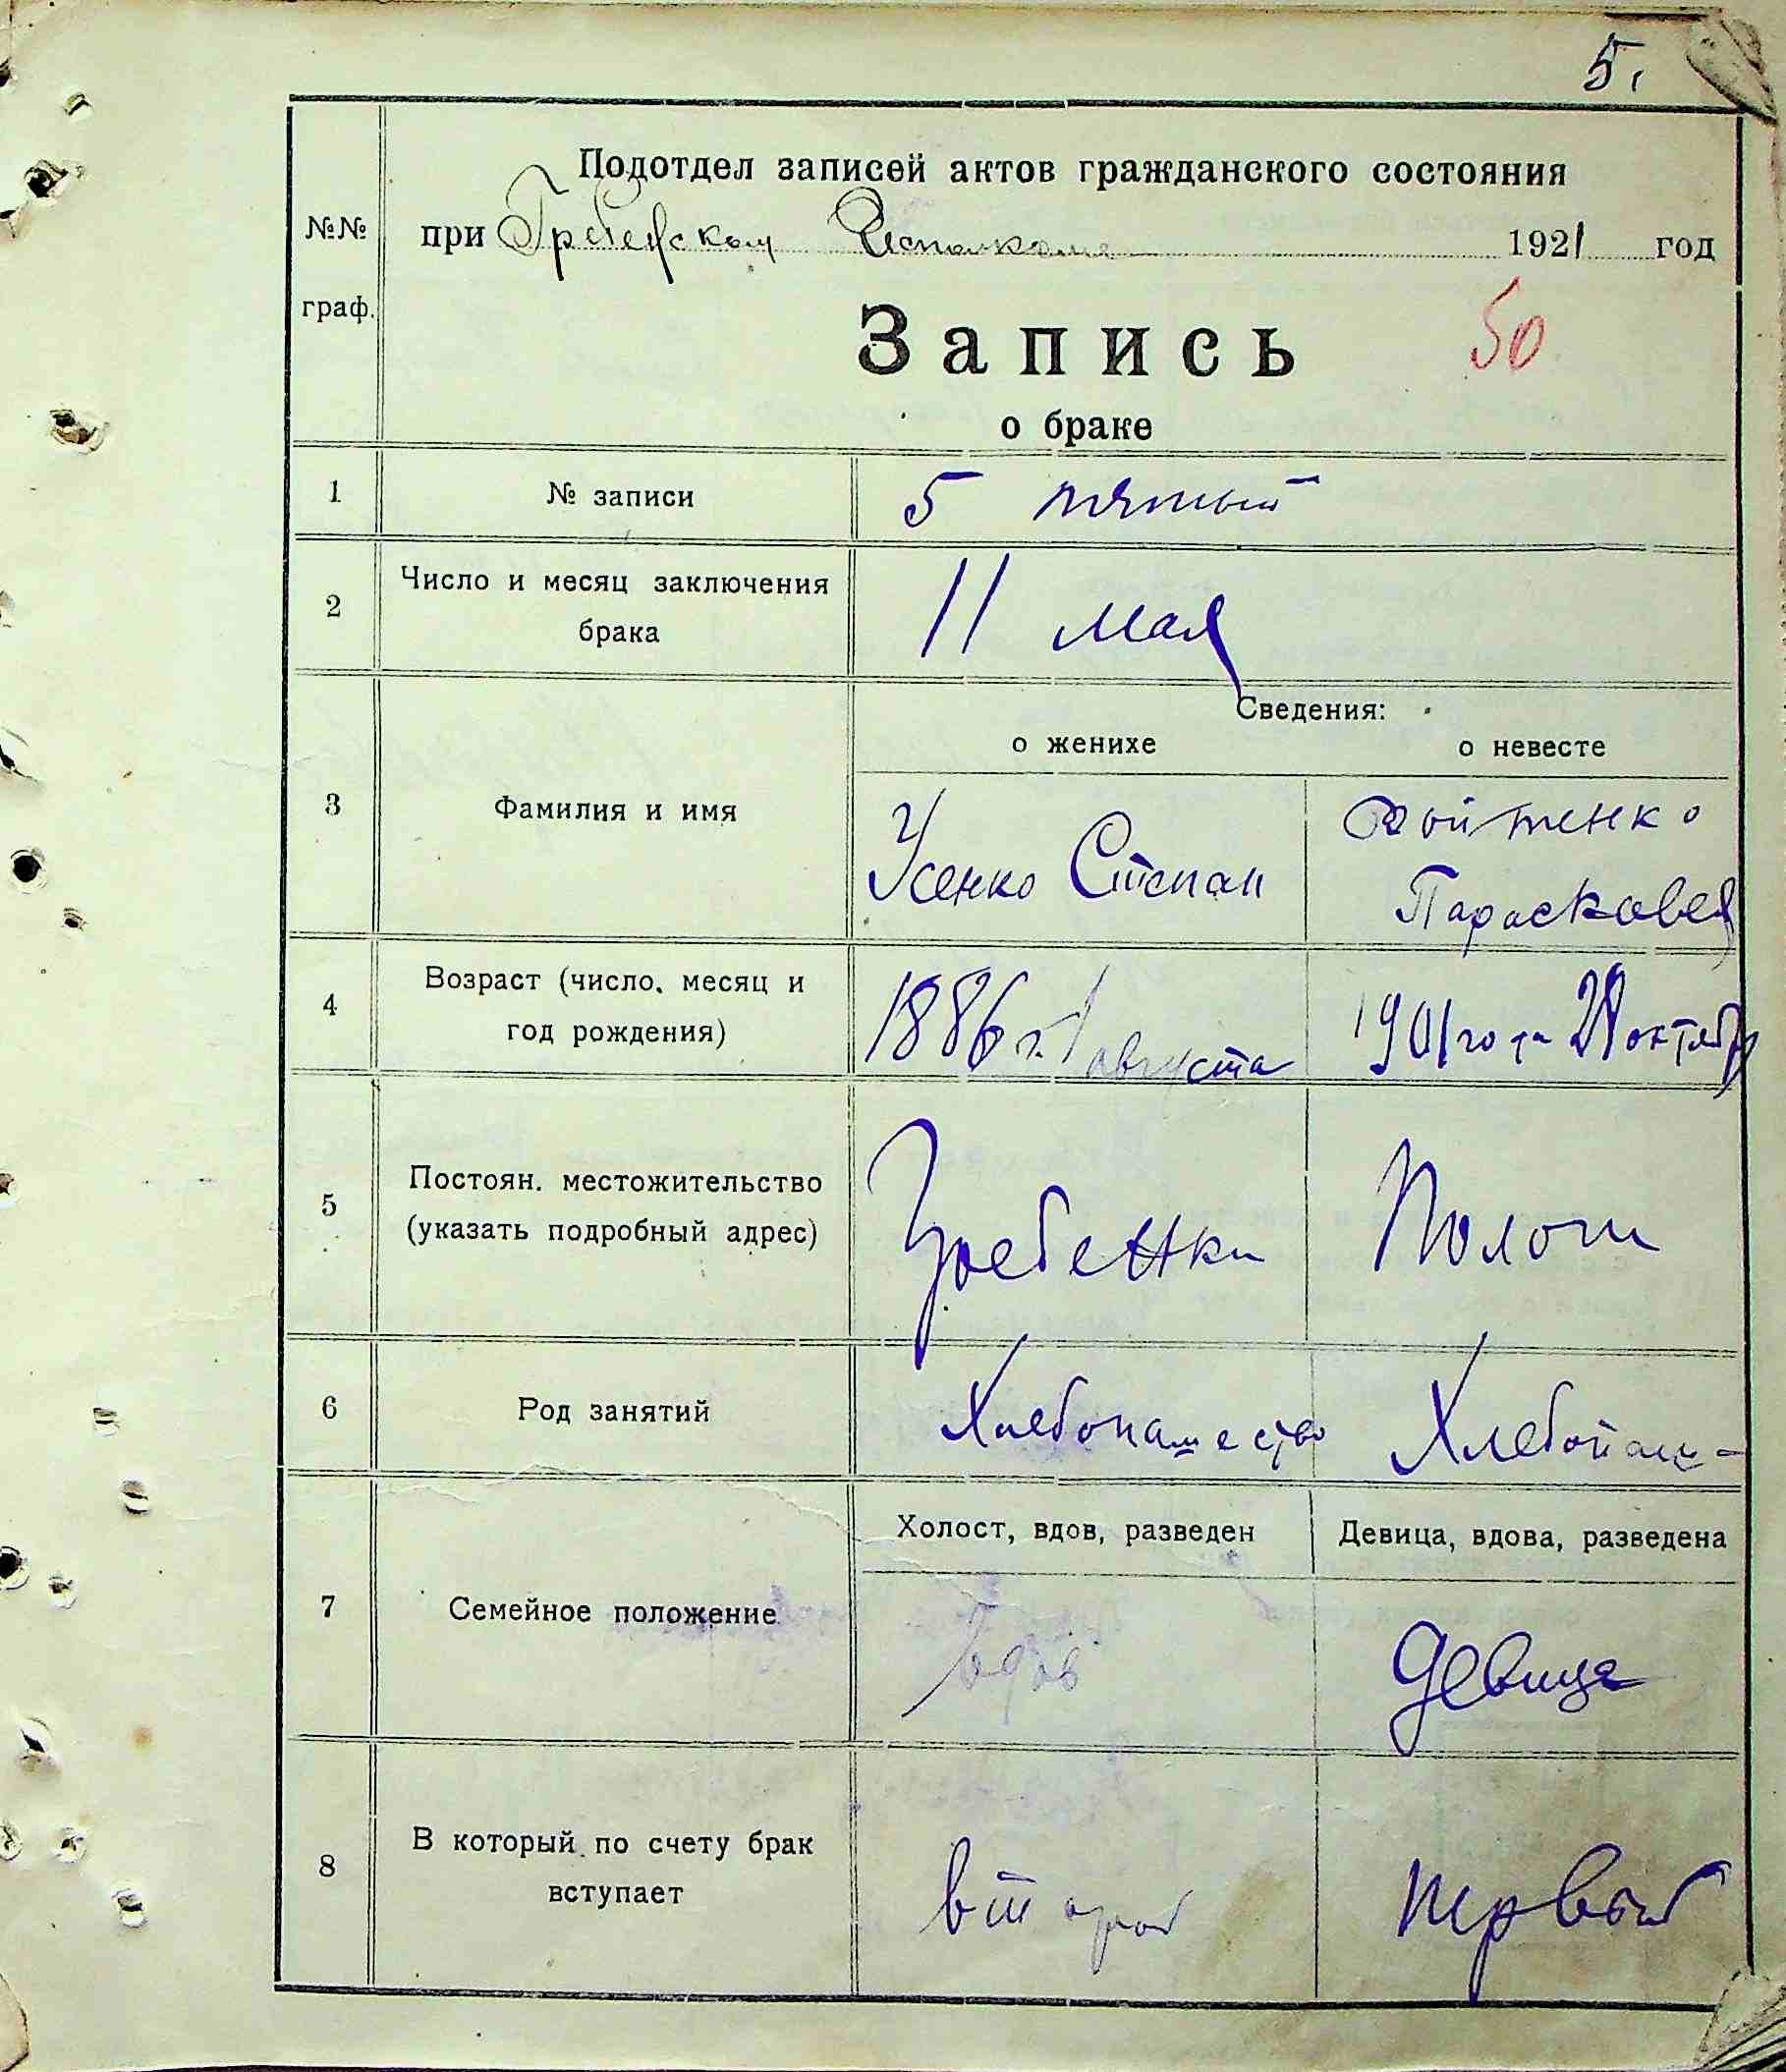 5.
Подотдел записей актов гражданского состояния
№№ при Гребенском Исполкоме 1921 год
граф.
Запись
50
о браке
1 № записи 5 пятый
2 Число и месяц заключения брака 11 мая
Сведения:
о женихе о невесте
3 Фамилия и имя Усенко Степан Войтенко Парасковея
4 Возраст (число, месяц и год рождения) 1886 г. 1 августа 1901 года 28 октября
5 Постоян. местожительство (указать подробный адрес) Гребенки Полог
6 Род занятий Хлебопашество Хлебопаш-
Холост, вдов, разведен Девица, вдова, разведена
7 Семейное положение вдов девица
8 В который по счету брак вступает второй первый